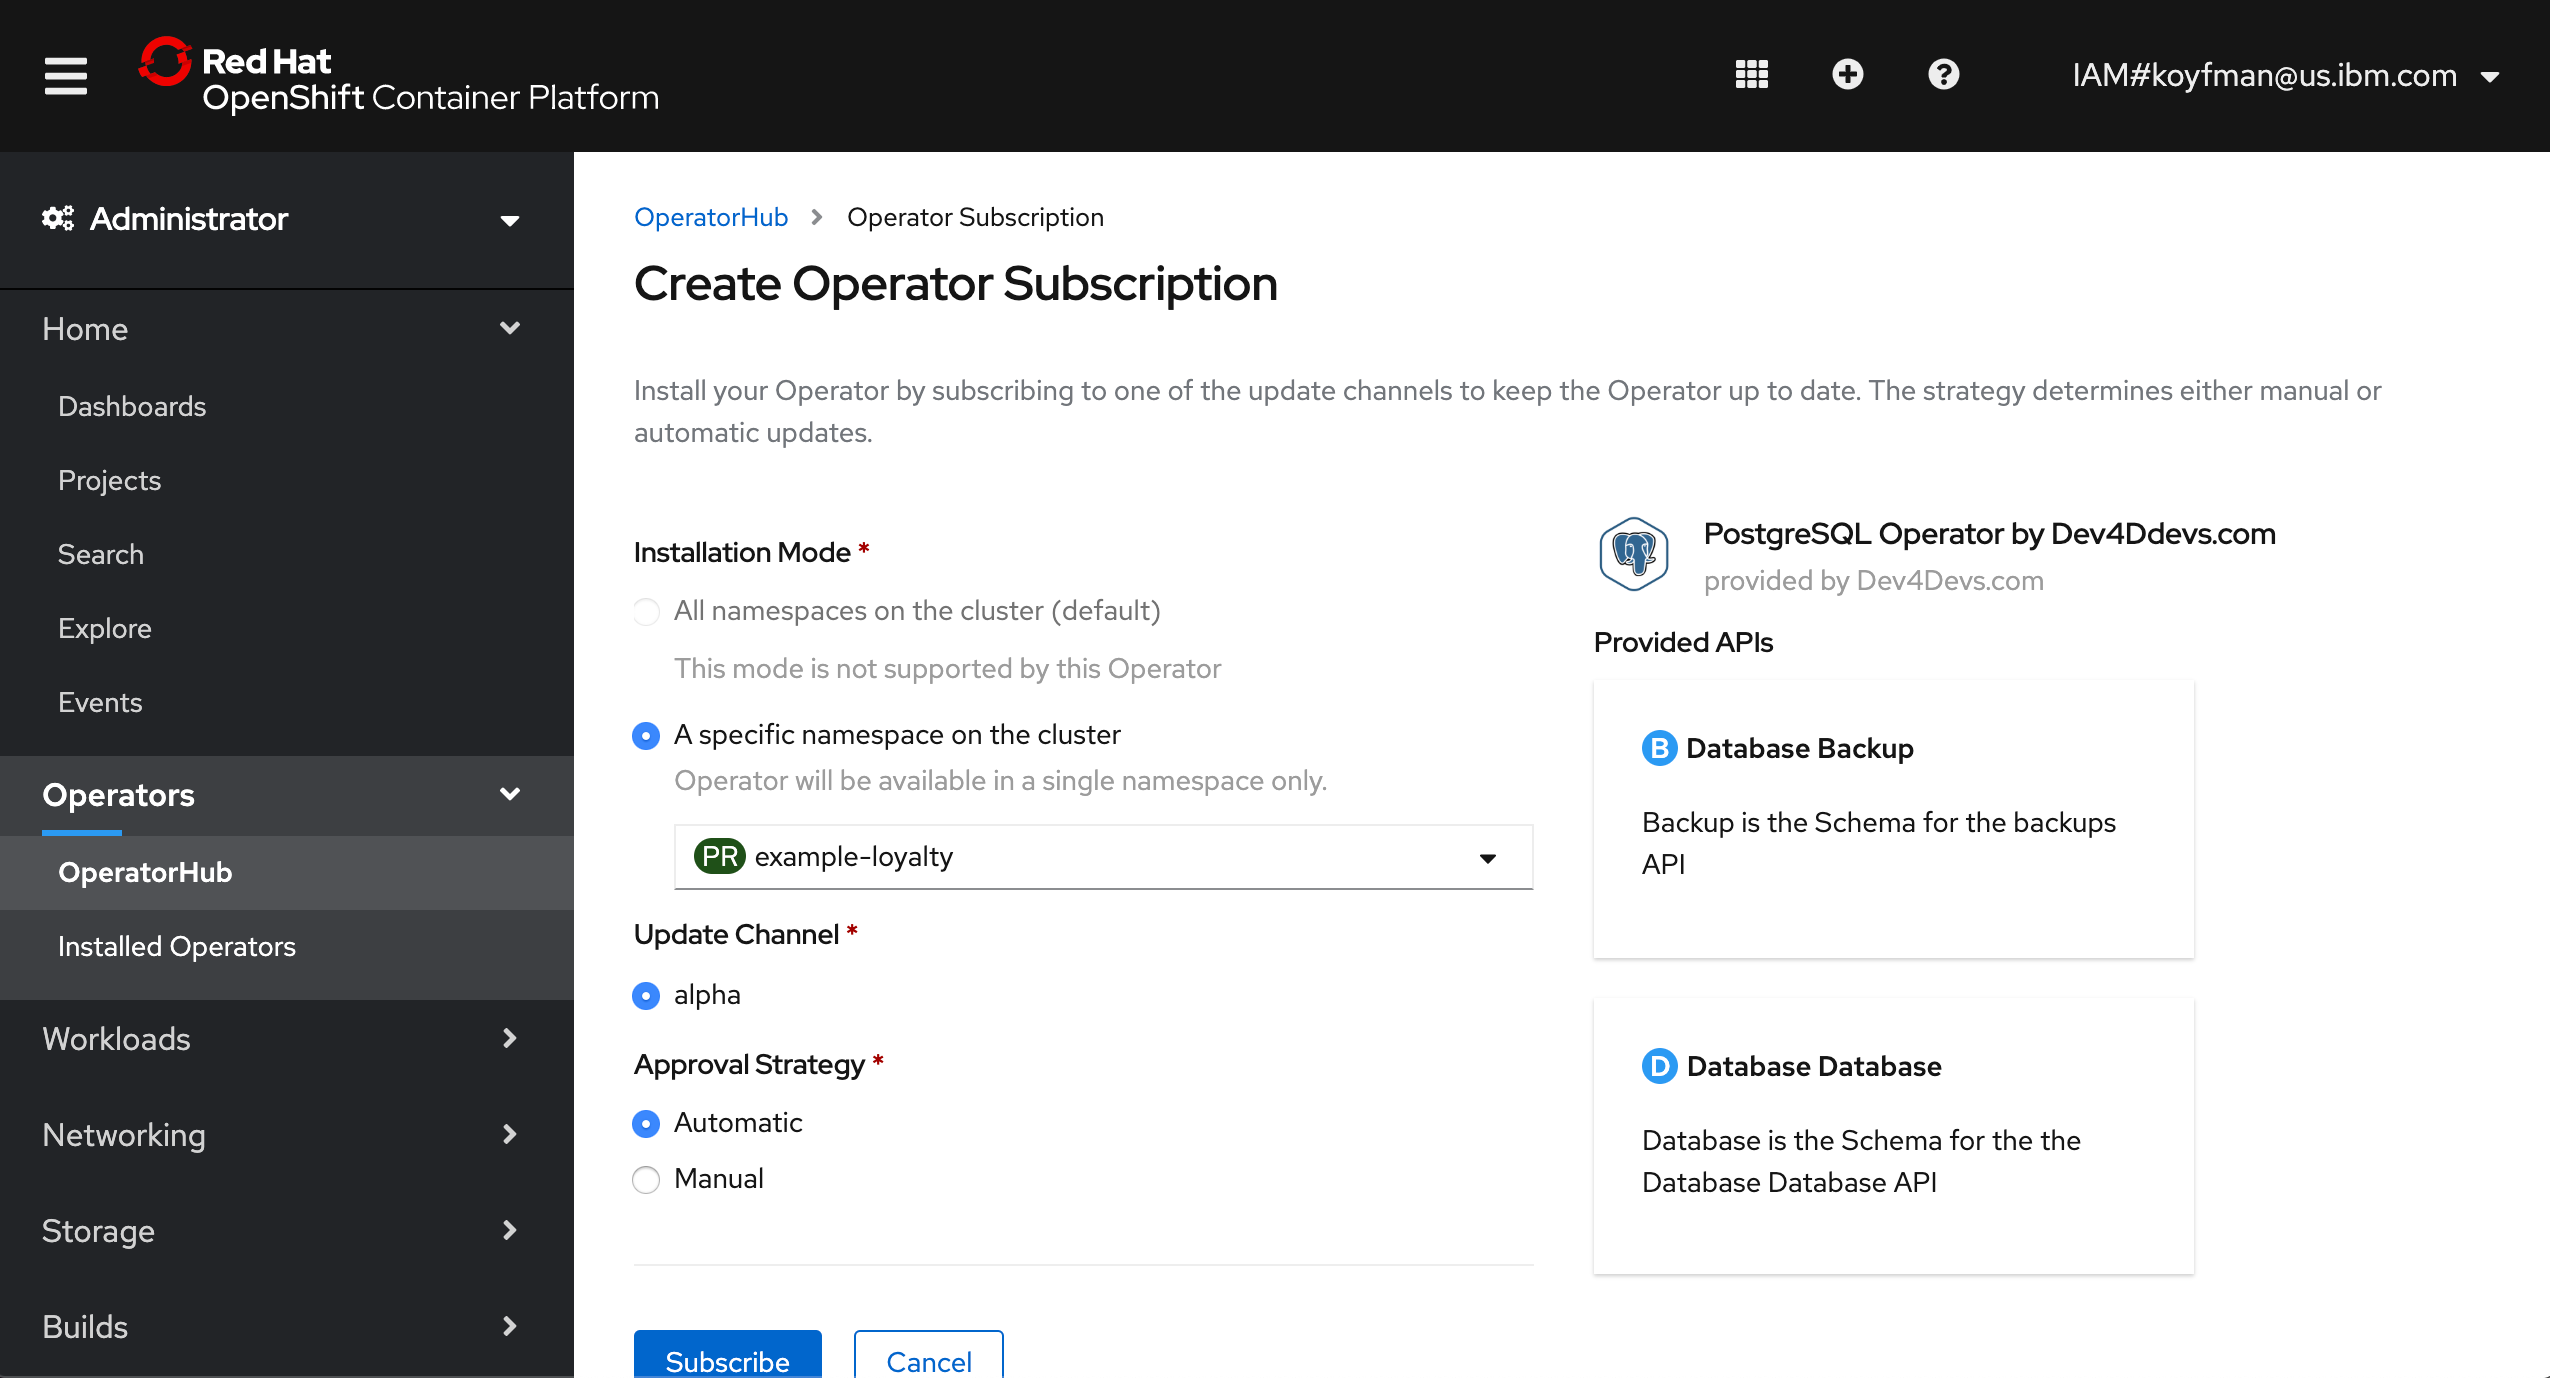 Red Hat
OpenShift Container Platform
IAM#koyfman@us.ibm.com
Administrator
Home
Dashboards
Projects
Search
Explore
Events
Operators
OperatorHub
Installed Operators
Workloads
Networking
Storage
Builds
OperatorHub > Operator Subscription
Create Operator Subscription
Install your Operator by subscribing to one of the update channels to keep the Operator up to date. The strategy determines either manual or
automatic updates.
Installation Mode *
All namespaces on the cluster (default)
This mode is not supported by this Operator
A specific namespace on the cluster
Operator will be available in a single namespace only.
PR example-loyalty
Update Channel *
alpha
Approval Strategy *
Automatic
Manual
Subscribe
Cancel
PostgreSQL Operator by Dev4Ddevs.com
provided by Dev4Devs.com
Provided APIs
B Database Backup
Backup is the Schema for the backups
API
D Database Database
Database is the Schema for the the
Database Database API